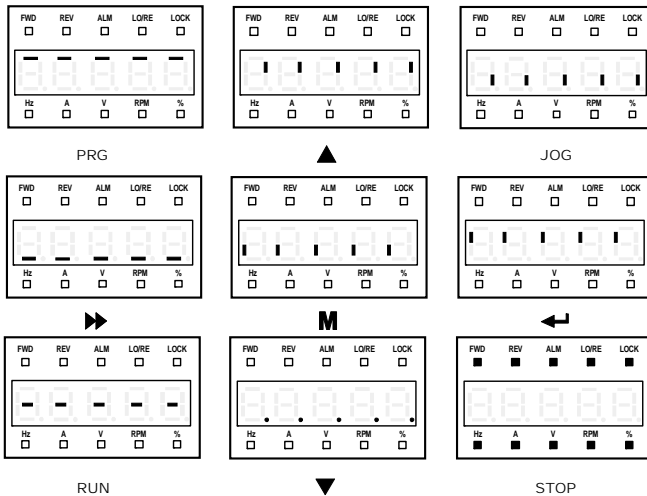 FWD REV ALM LO/RE LOCK
Hz A V RPM %
PRG
FWD REV ALM LO/RE LOCK
Hz A V RPM %
▲
FWD REV ALM LO/RE LOCK
Hz A V RPM %
JOG
FWD REV ALM LO/RE LOCK
Hz A V RPM %
FWD REV ALM LO/RE LOCK
Hz A V RPM %
M
FWD REV ALM LO/RE LOCK
Hz A V RPM %
FWD REV ALM LO/RE LOCK
Hz A V RPM %
RUN
FWD REV ALM LO/RE LOCK
Hz A V RPM %
▼
FWD REV ALM LO/RE LOCK
Hz A V RPM %
STOP